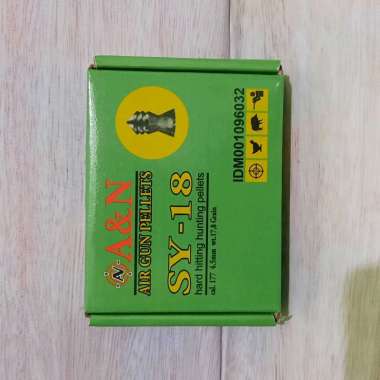 A&N
AIR GUN PELLETS
SY-18
hard hitting hunting pellets
cal. 177 4,5mm wt.17,8 Grain
IDM001096032